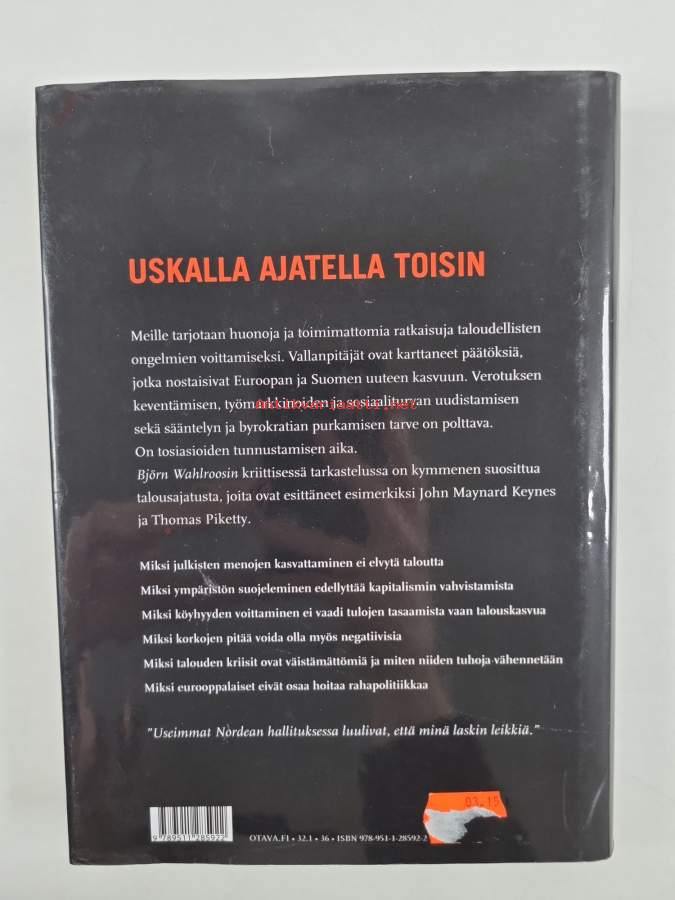 USKALLA AJATELLA TOISIN
Meille tarjotaan huonoja ja toimimattomia ratkaisuja taloudellisten
ongelmien voittamiseksi. Vallanpitäjät ovat karttaneet päätöksiä,
jotka nostaisivat Euroopan ja Suomen uuteen kasvuun. Verotuksen
keventämisen, työmarkkinoiden ja sosiaaliturvan uudistamisen
sekä sääntelyn ja byrokratian purkamisen tarve on polttava.
On tosiasioiden tunnustamisen aika.
Björn Wahlroosin kriittisessä tarkastelussa on kymmenen suosittua
talousajatusta, joita ovat esittäneet esimerkiksi John Maynard Keynes
ja Thomas Piketty.
Miksi julkisten menojen kasvattaminen ei elvytä taloutta
Miksi ympäristön suojeleminen edellyttää kapitalismin vahvistamista
Miksi köyhyyden voittaminen ei vaadi tulojen tasaamista vaan talouskasvua
Miksi korkojen pitää voida olla myös negatiivisia
Miksi talouden kriisit ovat väistämättömiä ja miten niiden tuhoja vähennetään
Miksi eurooppalaiset eivät osaa hoitaa rahapolitiikkaa
"Useimmat Nordean hallituksessa luulivat, että minä laskin leikkiä."
03.15
9 789511 285922
OTAVA.FI • 32.1 • 36 • ISBN 978-951-1-28592-2